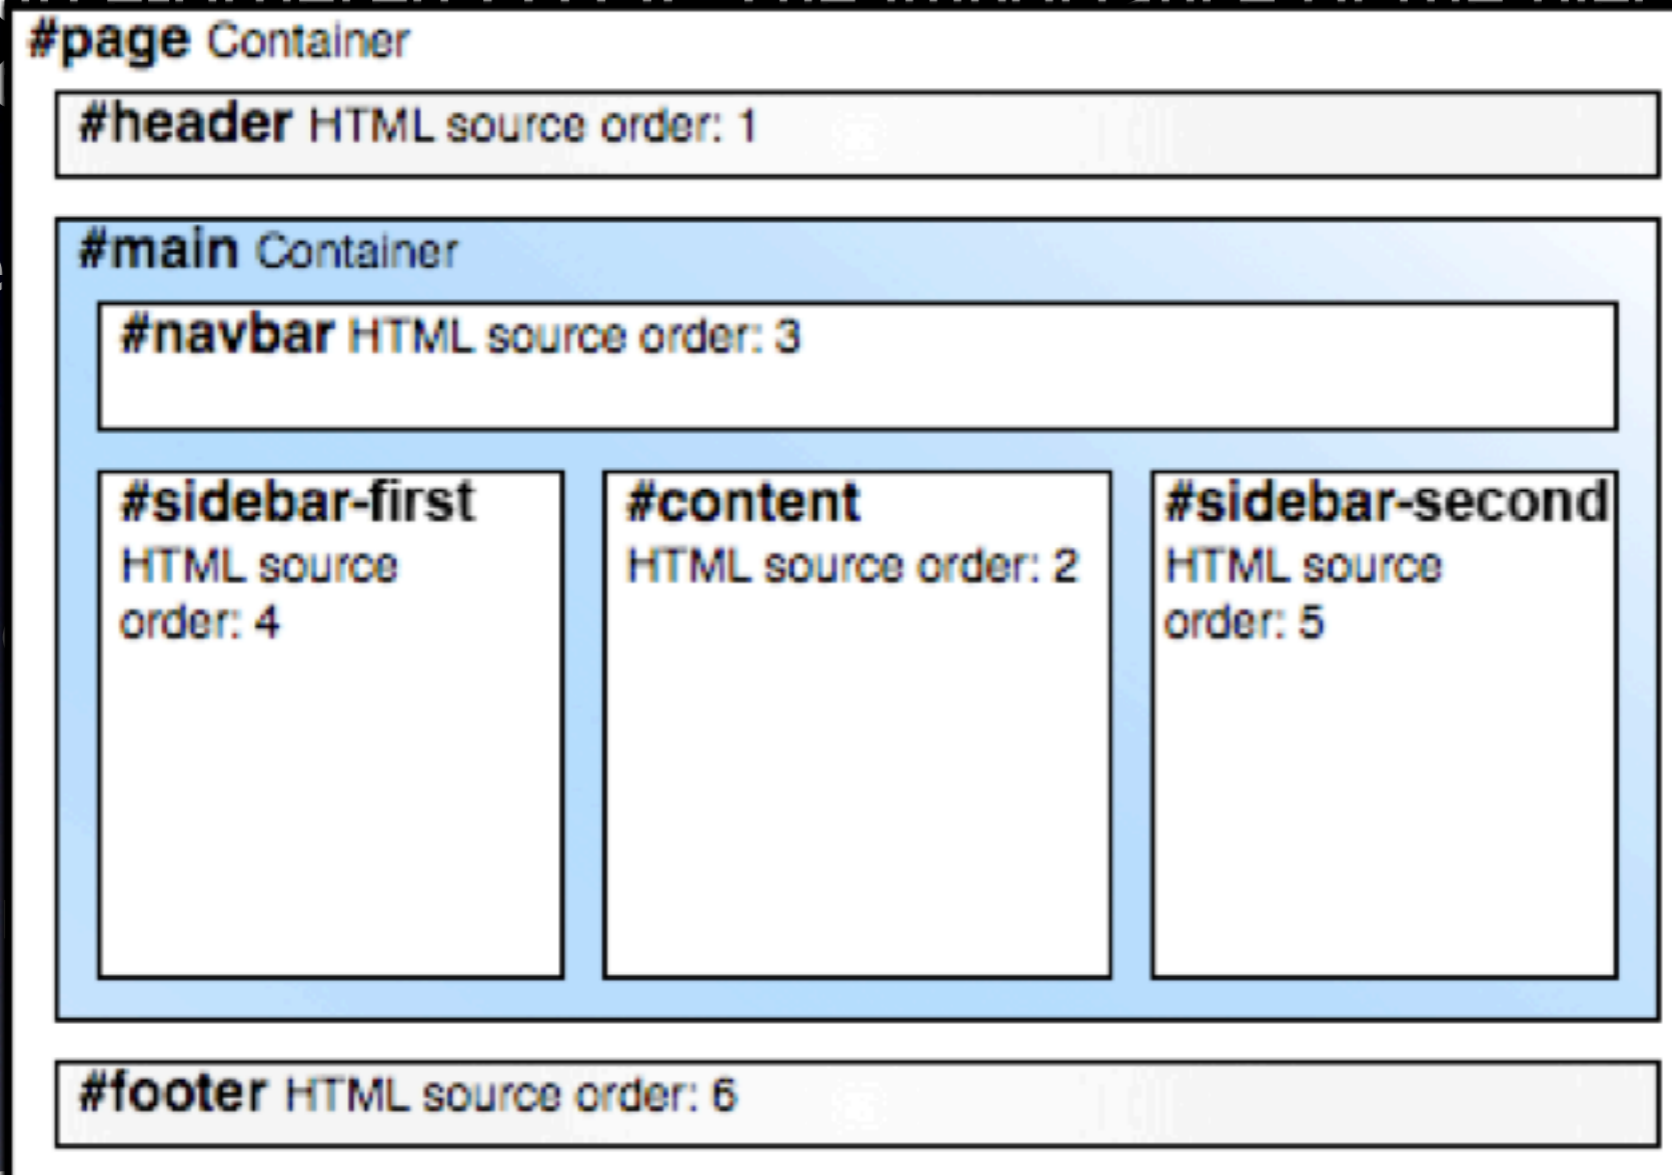 #page Container
#header HTML source order: 1
#main Container
#navbar HTML source order: 3
#sidebar-first
HTML source
order: 4
#content
HTML source order: 2
#sidebar-second
HTML source
order: 5
#footer HTML source order: 6